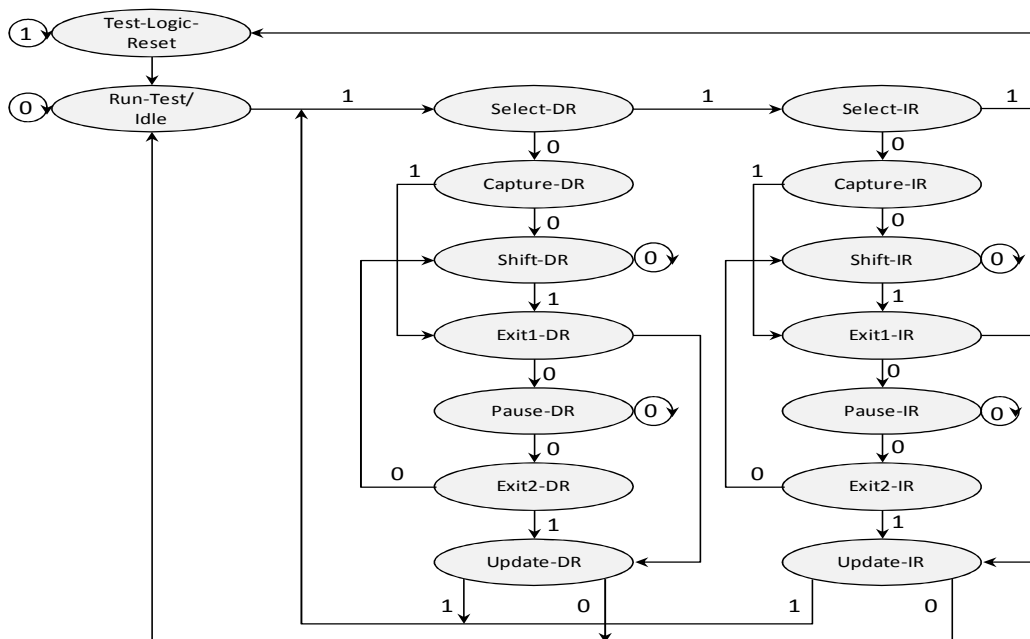 Test-Logic-
Reset
1
Run-Test/
Idle
0
1
Select-DR
1
Select-IR
1
0
0
1
Capture-DR
1
Capture-IR
0
0
Shift-DR
0
Shift-IR
0
1
1
Exit1-DR
Exit1-IR
0
0
Pause-DR
0
Pause-IR
0
0
0
0
Exit2-DR
0
Exit2-IR
1
1
Update-DR
Update-IR
1
0
1
0